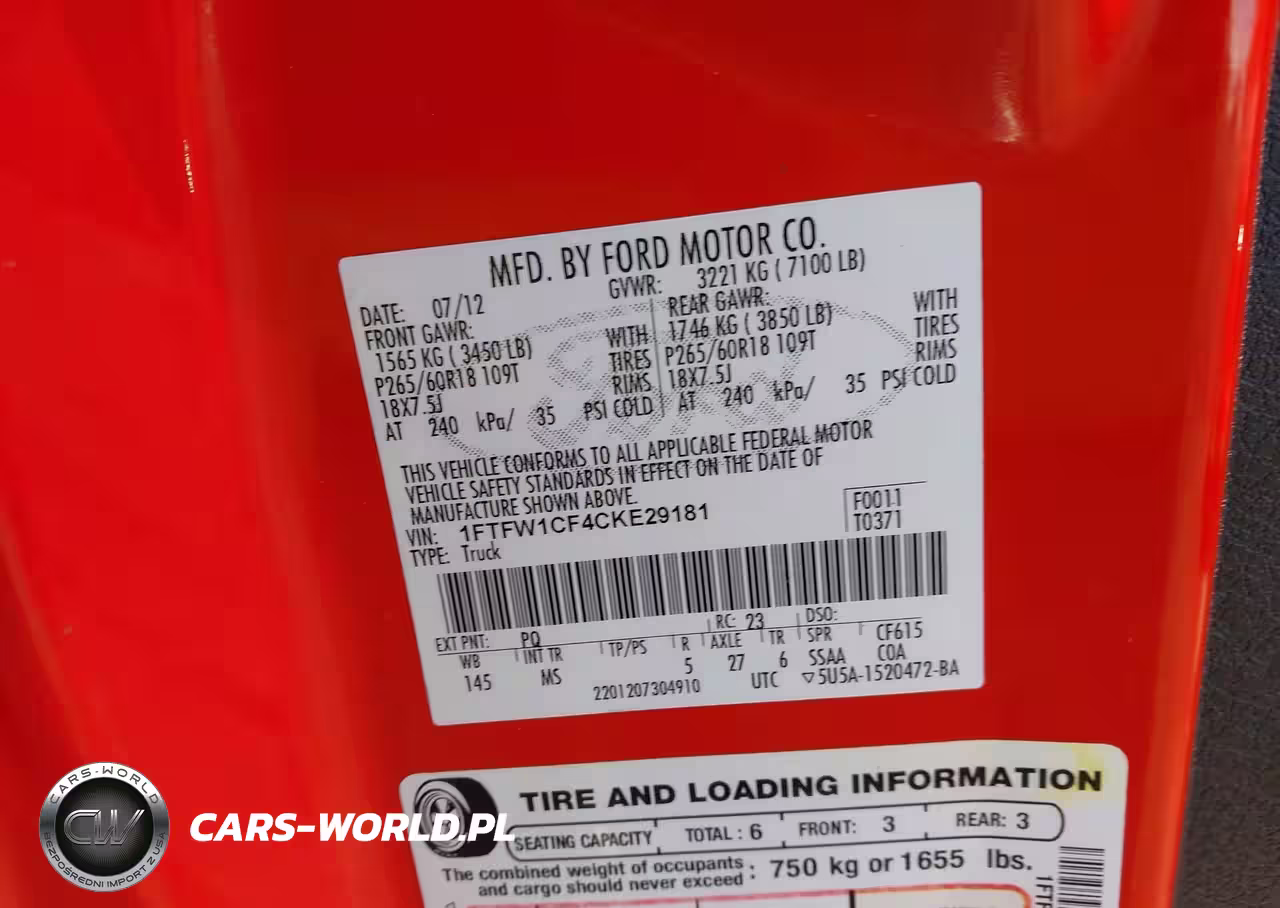 MFD. BY FORD MOTOR CO.
DATE: 07/12 GVWR: 3221 KG ( 7100 LB)
FRONT GAWR: REAR GAWR:
1565 KG ( 3450 LB) WITH 1746 KG ( 3850 LB) WITH
P265/60R18 109T TIRES P265/60R18 109T TIRES
18X7.5J RIMS 18X7.5J RIMS
AT 240 kPa/ 35 PSI COLD AT 240 kPa/ 35 PSI COLD
THIS VEHICLE CONFORMS TO ALL APPLICABLE FEDERAL MOTOR
VEHICLE SAFETY STANDARDS IN EFFECT ON THE DATE OF
MANUFACTURE SHOWN ABOVE.
VIN: 1FTFW1CF4CKE29181 F0011
TYPE: Truck T0371
EXT PNT: PQ RC: 23 DSO:
WB INT TR TP/PS R AXLE TR SPR CF615
145 MS 5 27 6 SSAA COA
2201207304910 UTC ▽5U5A-1520472-BA
TIRE AND LOADING INFORMATION
SEATING CAPACITY TOTAL : 6 FRONT: 3 REAR: 3
The combined weight of occupants and cargo should never exceed : 750 kg or 1655 lbs.
1FTF
CARS-WORLD
CW
BEZPOŚREDNI IMPORT Z USA
CARS-WORLD.PL